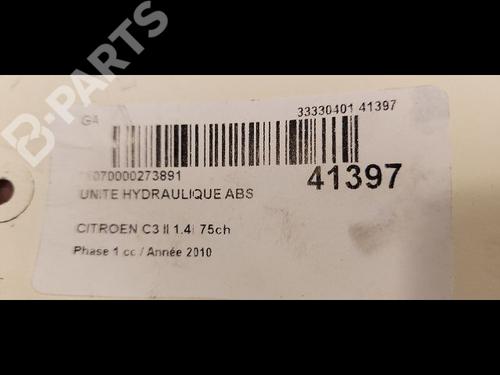 B-PARTS
GA
33330401 41397
070000273891
41397
UNITE HYDRAULIQUE ABS
CITROEN C3 II 1.4i 75ch
Phase 1 cc / Année 2010